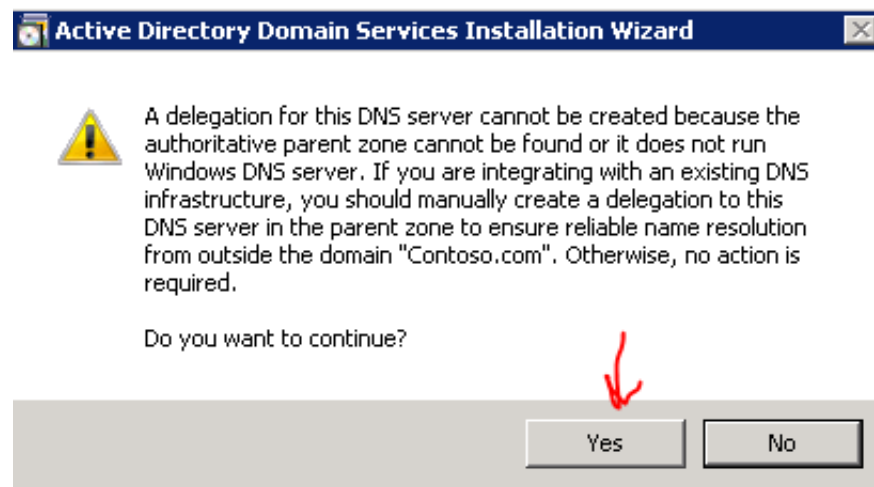 Active Directory Domain Services Installation Wizard
A delegation for this DNS server cannot be created because the
authoritative parent zone cannot be found or it does not run
Windows DNS server. If you are integrating with an existing DNS
infrastructure, you should manually create a delegation to this
DNS server in the parent zone to ensure reliable name resolution
from outside the domain "Contoso.com". Otherwise, no action is
required.
Do you want to continue?
Yes
No